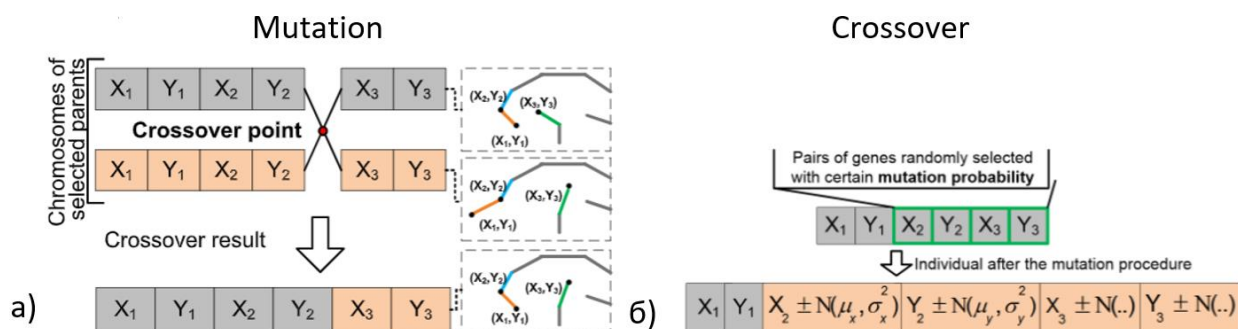 Mutation
Crossover
Chromosomes of
selected parents
X₁ Y₁ X₂ Y₂ X₃ Y₃
Crossover point
X₁ Y₁ X₂ Y₂ X₃ Y₃
Crossover result
а) X₁ Y₁ X₂ Y₂ X₃ Y₃
(X₂,Y₂) (X₃,Y₃)
(X₁,Y₁)
(X₂,Y₂) (X₃,Y₃)
(X₁,Y₁)
(X₂,Y₂) (X₃,Y₃)
(X₁,Y₁)
Pairs of genes randomly selected
with certain mutation probability
X₁ Y₁ X₂ Y₂ X₃ Y₃
Individual after the mutation procedure
б) X₁ Y₁ X₂ ± N(μₓ, σₓ²) Y₂ ± N(μᵧ, σᵧ²) X₃ ± N(..) Y₃ ± N(..)